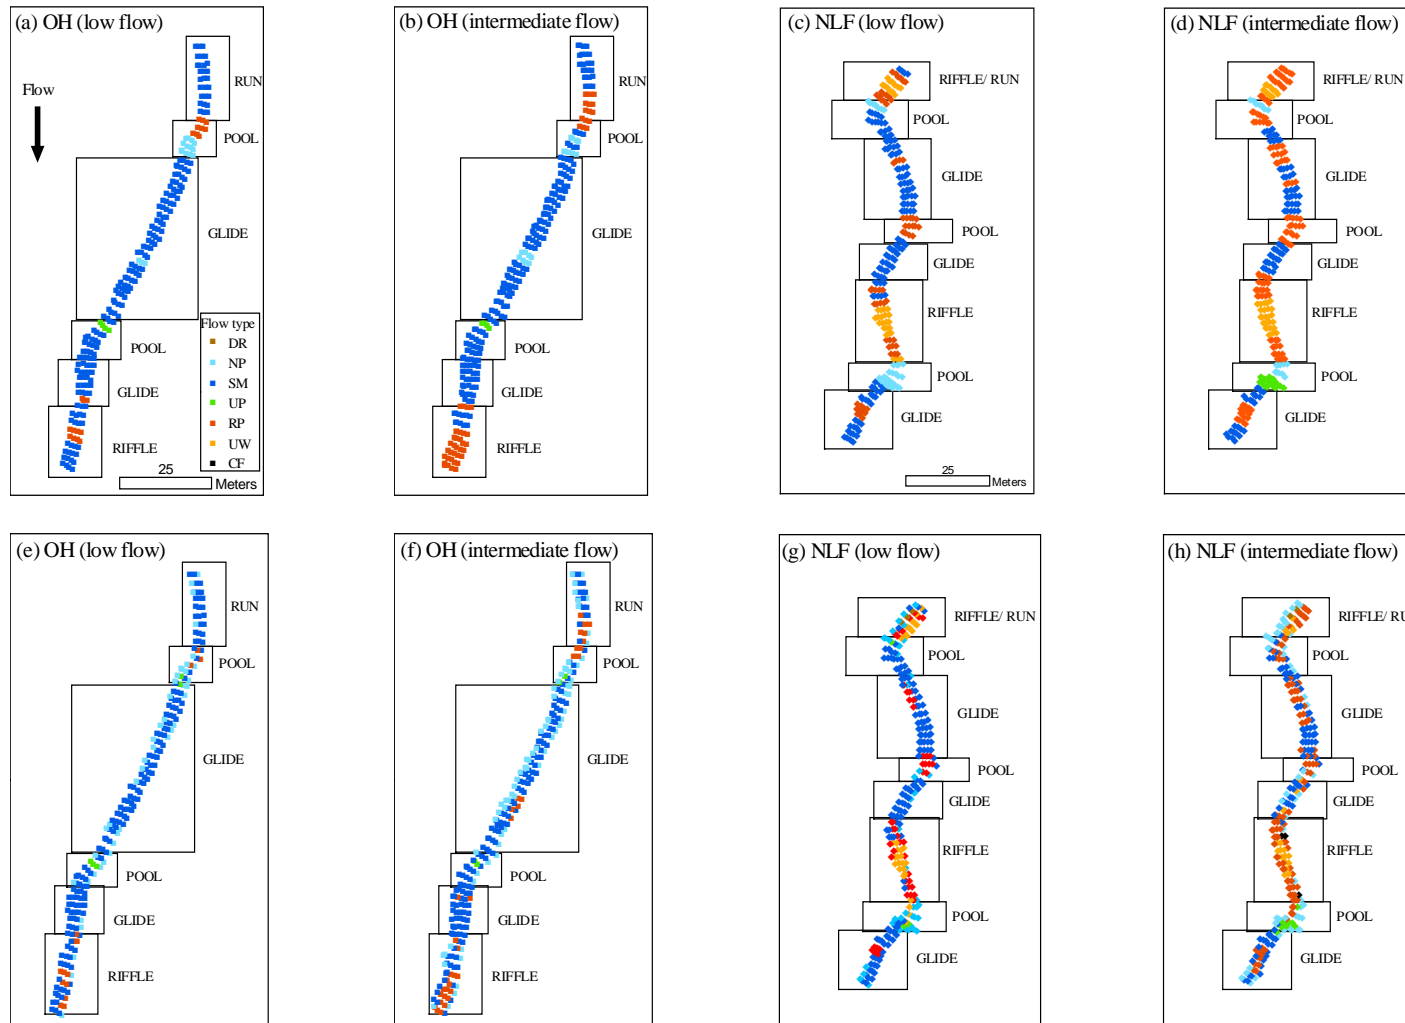 (a) OH (low flow)
Flow
RUN
POOL
GLIDE
POOL
GLIDE
RIFFLE
Flow type
DR
NP
SM
UP
RP
UW
CF
25
Meters
(b) OH (intermediate flow)
RUN
POOL
GLIDE
POOL
GLIDE
RIFFLE
(c) NLF (low flow)
RIFFLE/ RUN
POOL
GLIDE
POOL
GLIDE
RIFFLE
POOL
GLIDE
25
Meters
(d) NLF (intermediate flow)
RIFFLE/ RUN
POOL
GLIDE
POOL
GLIDE
RIFFLE
POOL
GLIDE
(e) OH (low flow)
RUN
POOL
GLIDE
POOL
GLIDE
RIFFLE
(f) OH (intermediate flow)
RUN
POOL
GLIDE
POOL
GLIDE
RIFFLE
(g) NLF (low flow)
RIFFLE/ RUN
POOL
GLIDE
POOL
GLIDE
RIFFLE
POOL
GLIDE
(h) NLF (intermediate flow)
RIFFLE/ RU
POOL
GLIDE
POOL
GLIDE
RIFFLE
POOL
GLIDE